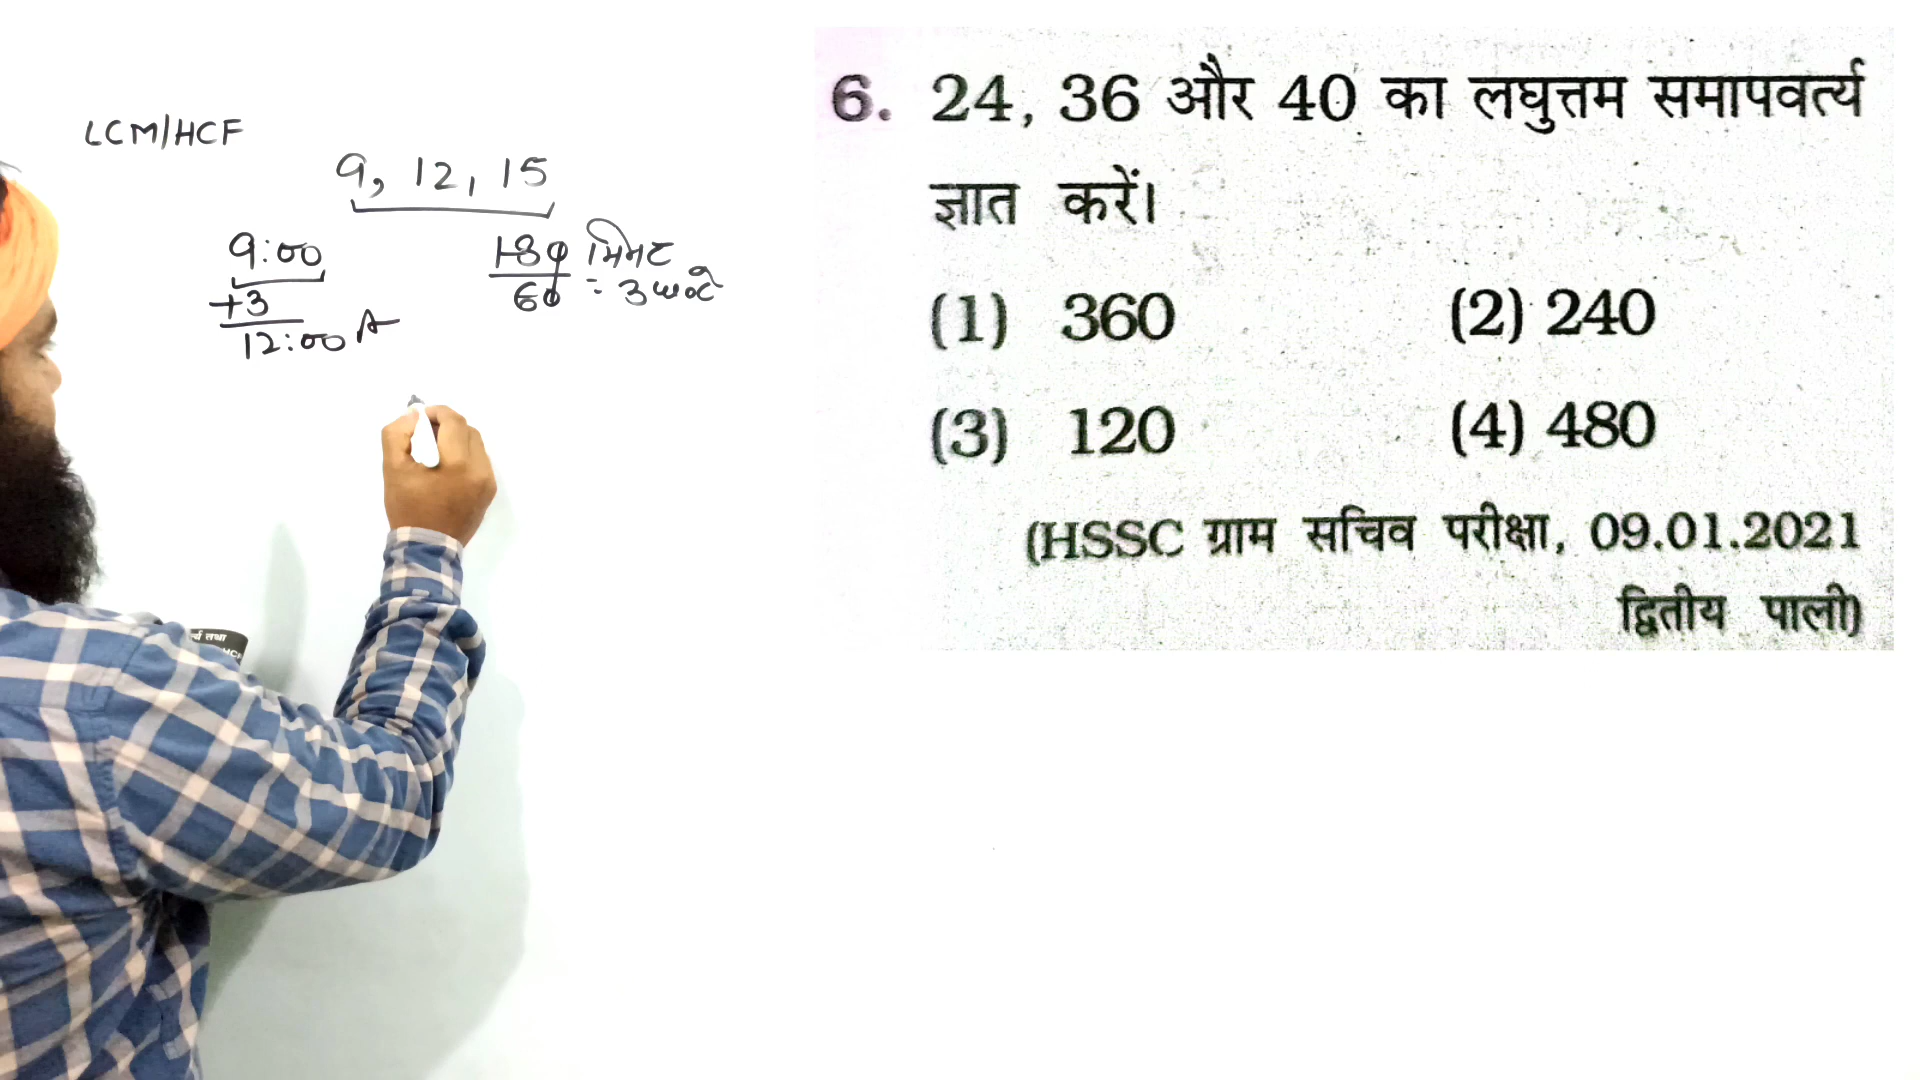 LCM/HCF
9, 12, 15
9:00
+3
12:00 A
180 मिनट
60 = 3 घण्टे
6. 24, 36 और 40 का लघुत्तम समापवर्त्य
ज्ञात करें।
(1) 360 (2) 240
(3) 120 (4) 480
(HSSC ग्राम सचिव परीक्षा, 09.01.2021
द्वितीय पाली)